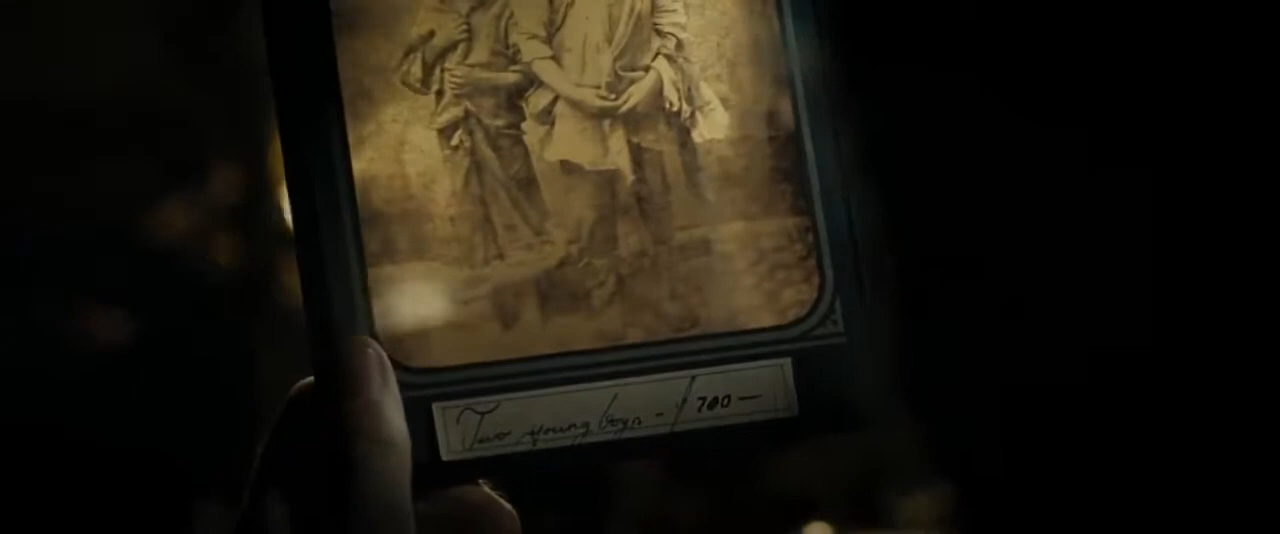 Two young boys - / 700 —